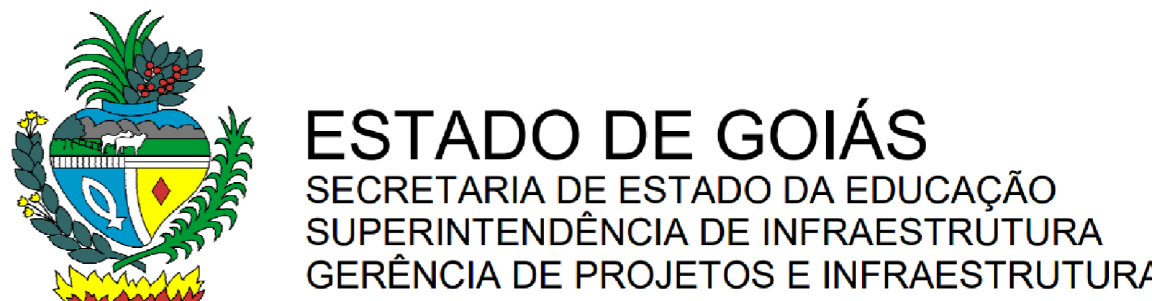 ESTADO DE GOIÁS
SECRETARIA DE ESTADO DA EDUCAÇÃO
SUPERINTENDÊNCIA DE INFRAESTRUTURA
GERÊNCIA DE PROJETOS E INFRAESTRUTURA